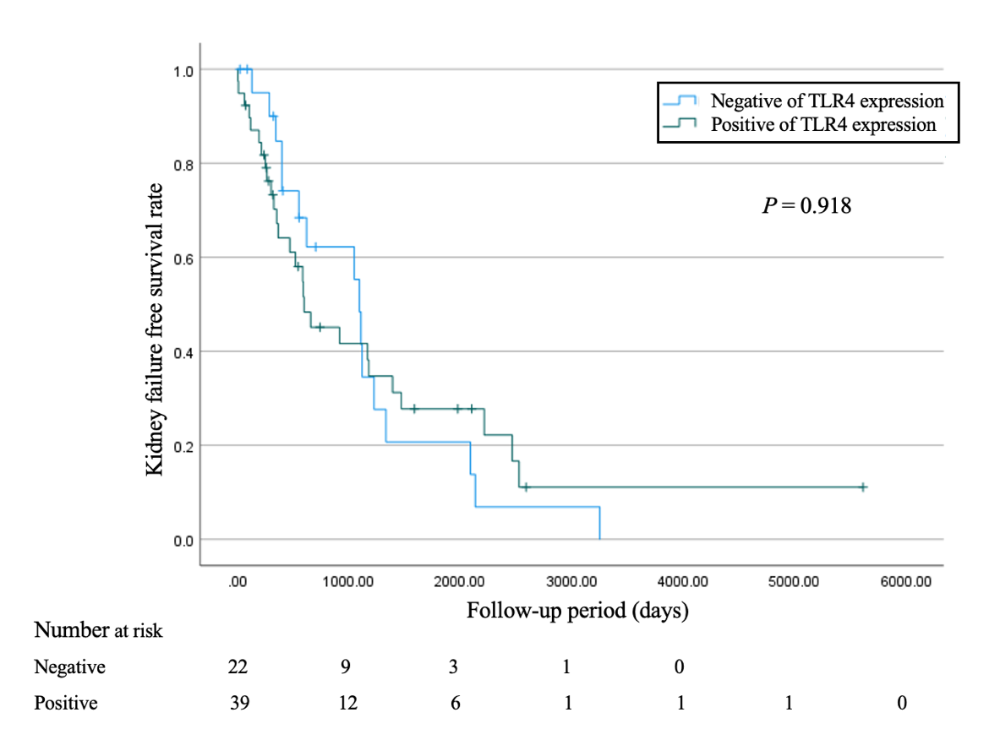 Negative of TLR4 expression
Positive of TLR4 expression
P = 0.918
Kidney failure free survival rate
1.0
0.8
0.6
0.4
0.2
0.0
.00 1000.00 2000.00 3000.00 4000.00 5000.00 6000.00
Follow-up period (days)
Number at risk
Negative 22 9 3 1 0
Positive 39 12 6 1 1 1 0